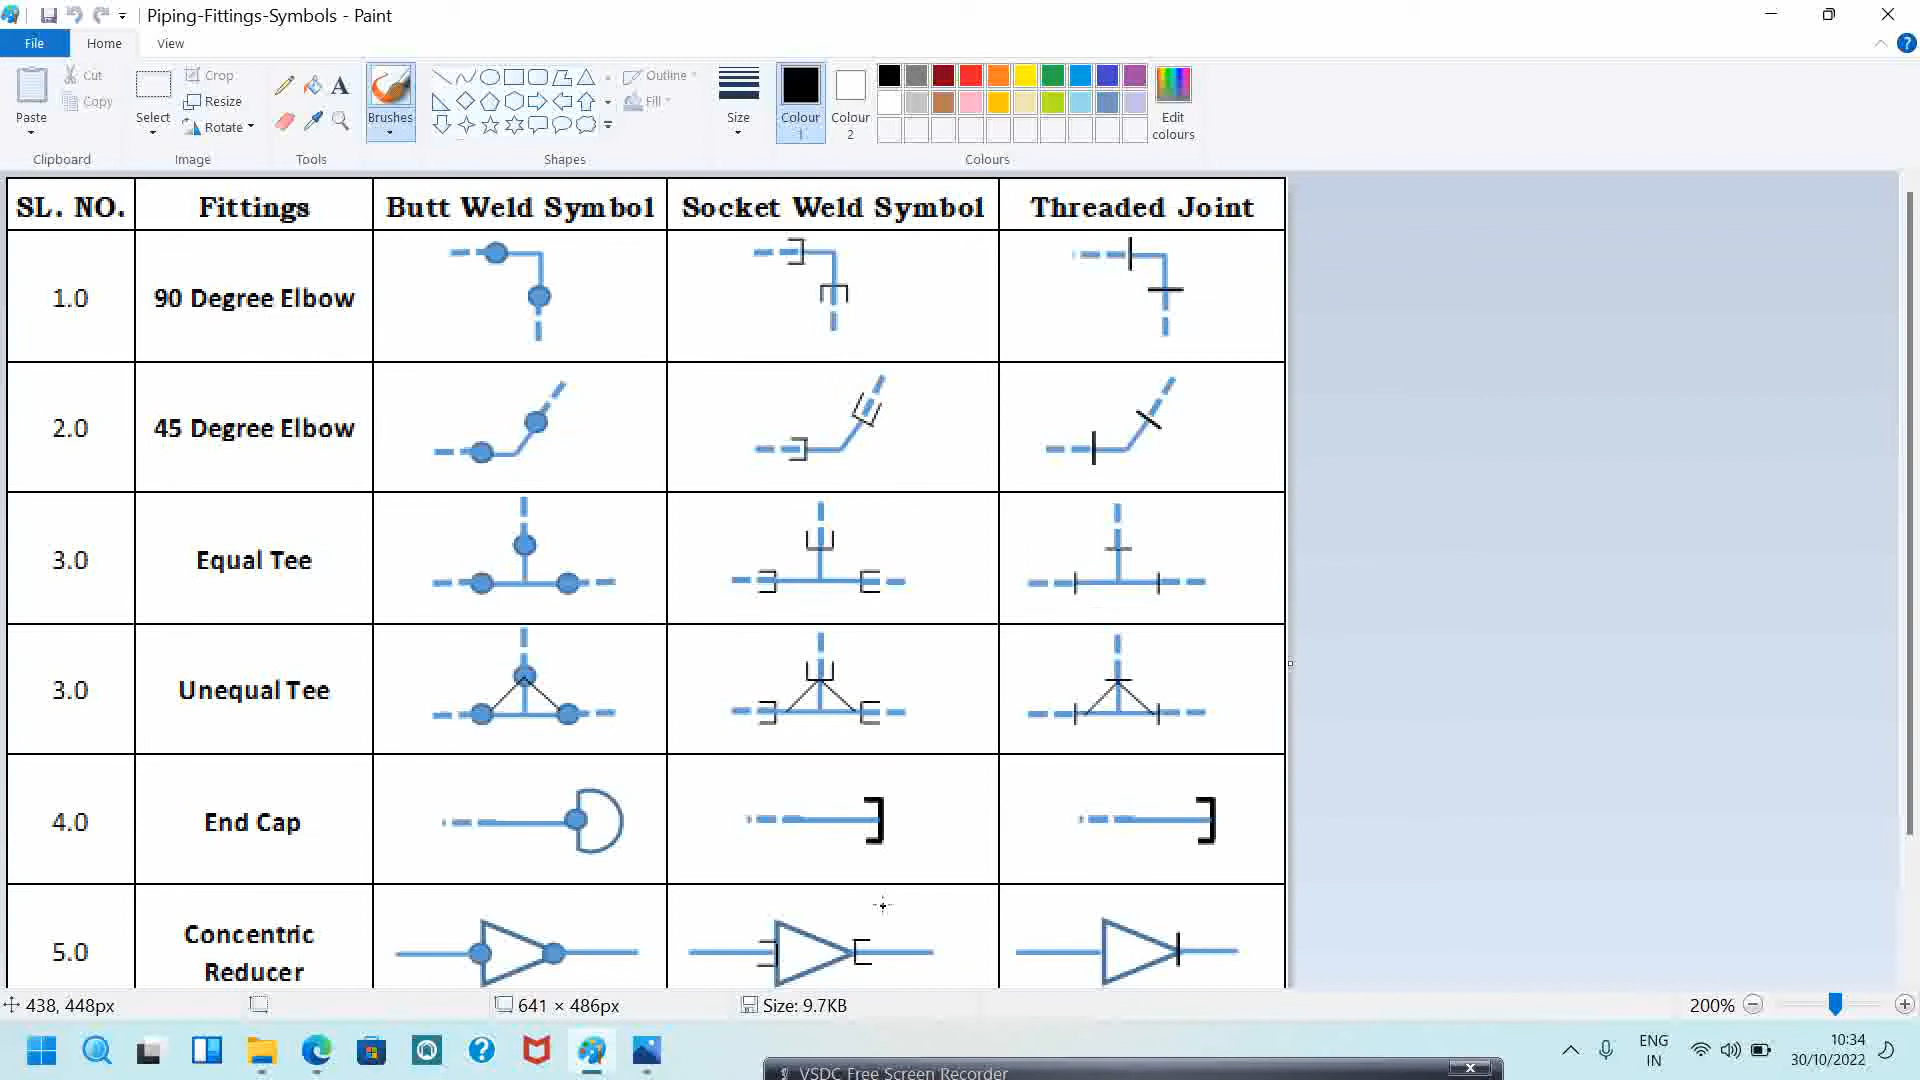 Piping-Fittings-Symbols - Paint
File Home View
Paste
Cut
Copy
Clipboard
Select
Crop
Resize
Rotate
Image
A
Tools
Brushes
Outline
Fill
Shapes
Size
Colour 1
Colour 2
Edit colours
Colours
SL. NO. Fittings Butt Weld Symbol Socket Weld Symbol Threaded Joint
1.0 90 Degree Elbow
2.0 45 Degree Elbow
3.0 Equal Tee
3.0 Unequal Tee
4.0 End Cap
5.0 Concentric
Reducer
438, 448px 641 × 486px Size: 9.7KB 200%
ENG
IN
10:34
30/10/2022
VSDC Free Screen Recorder